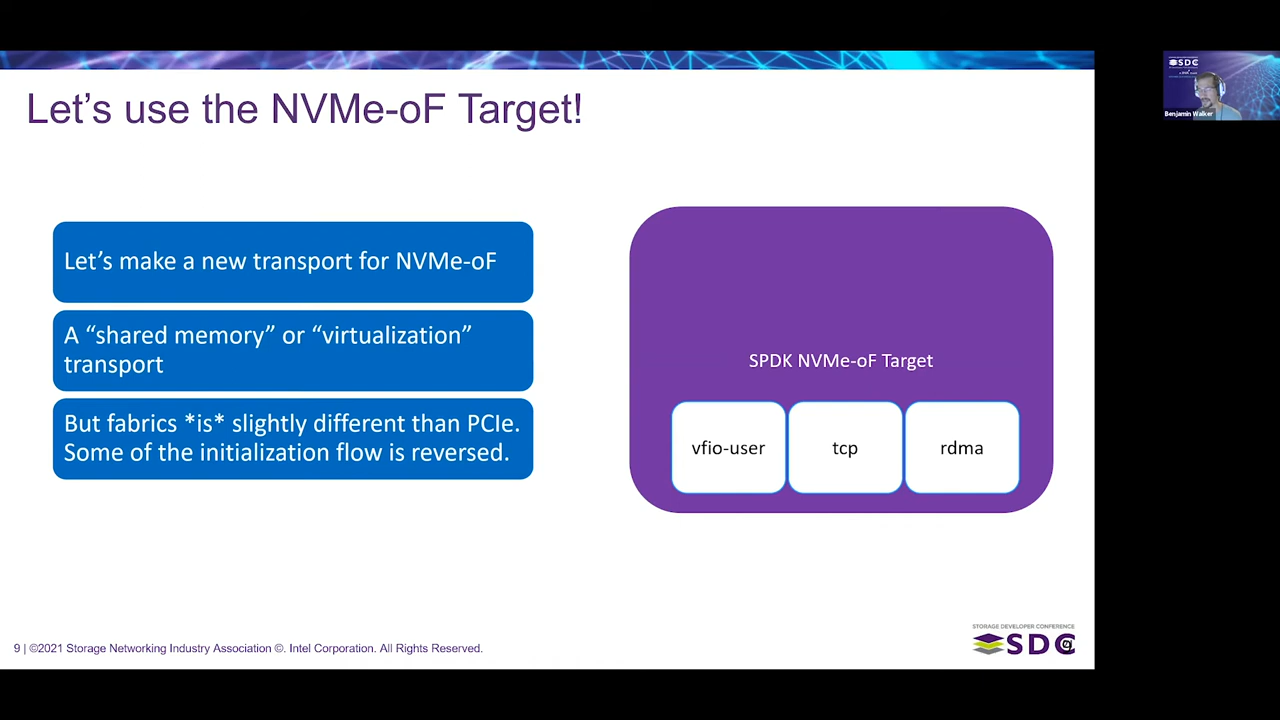 Let's use the NVMe-oF Target!
Let's make a new transport for NVMe-oF
A “shared memory” or “virtualization”
transport
But fabrics *is* slightly different than PCIe.
Some of the initialization flow is reversed.
SPDK NVMe-oF Target
vfio-user
tcp
rdma
9 | ©2021 Storage Networking Industry Association ©. Intel Corporation. All Rights Reserved.
STORAGE DEVELOPER CONFERENCE
SDC
SDC
Benjamin Walker